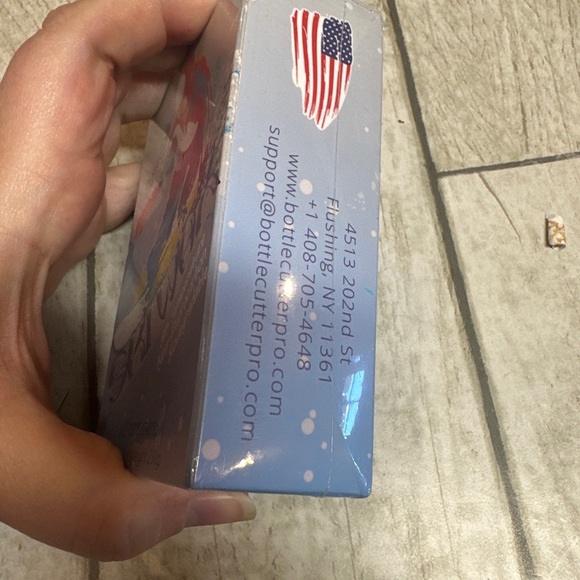 4513 202nd St
Flushing, NY 11361
+1 408-705-4648
www.bottlecutterpro.com
support@bottlecutterpro.com